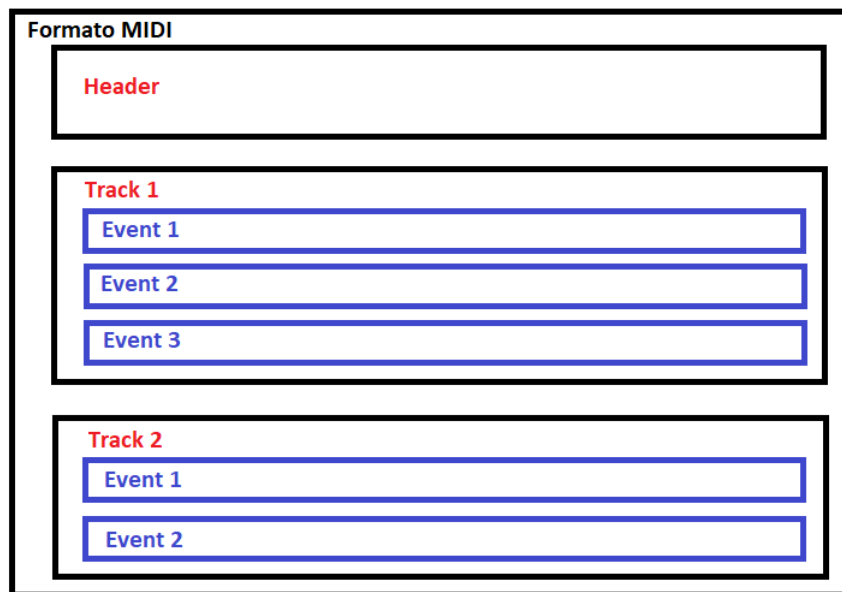 Formato MIDI
Header
Track 1
Event 1
Event 2
Event 3
Track 2
Event 1
Event 2